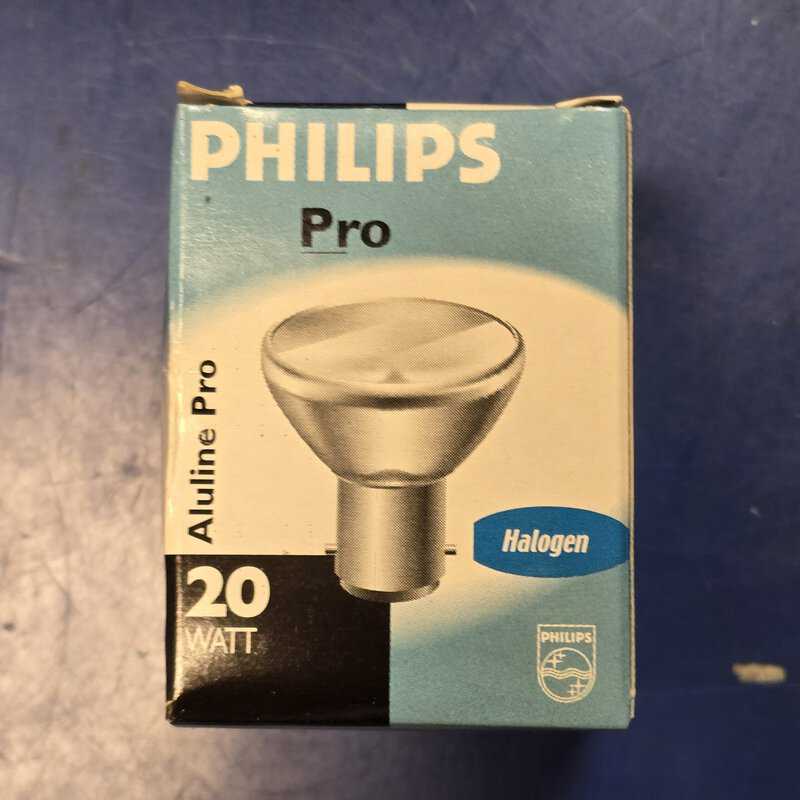 PHILIPS
Pro
Aluline Pro
Halogen
20
WATT
PHILIPS